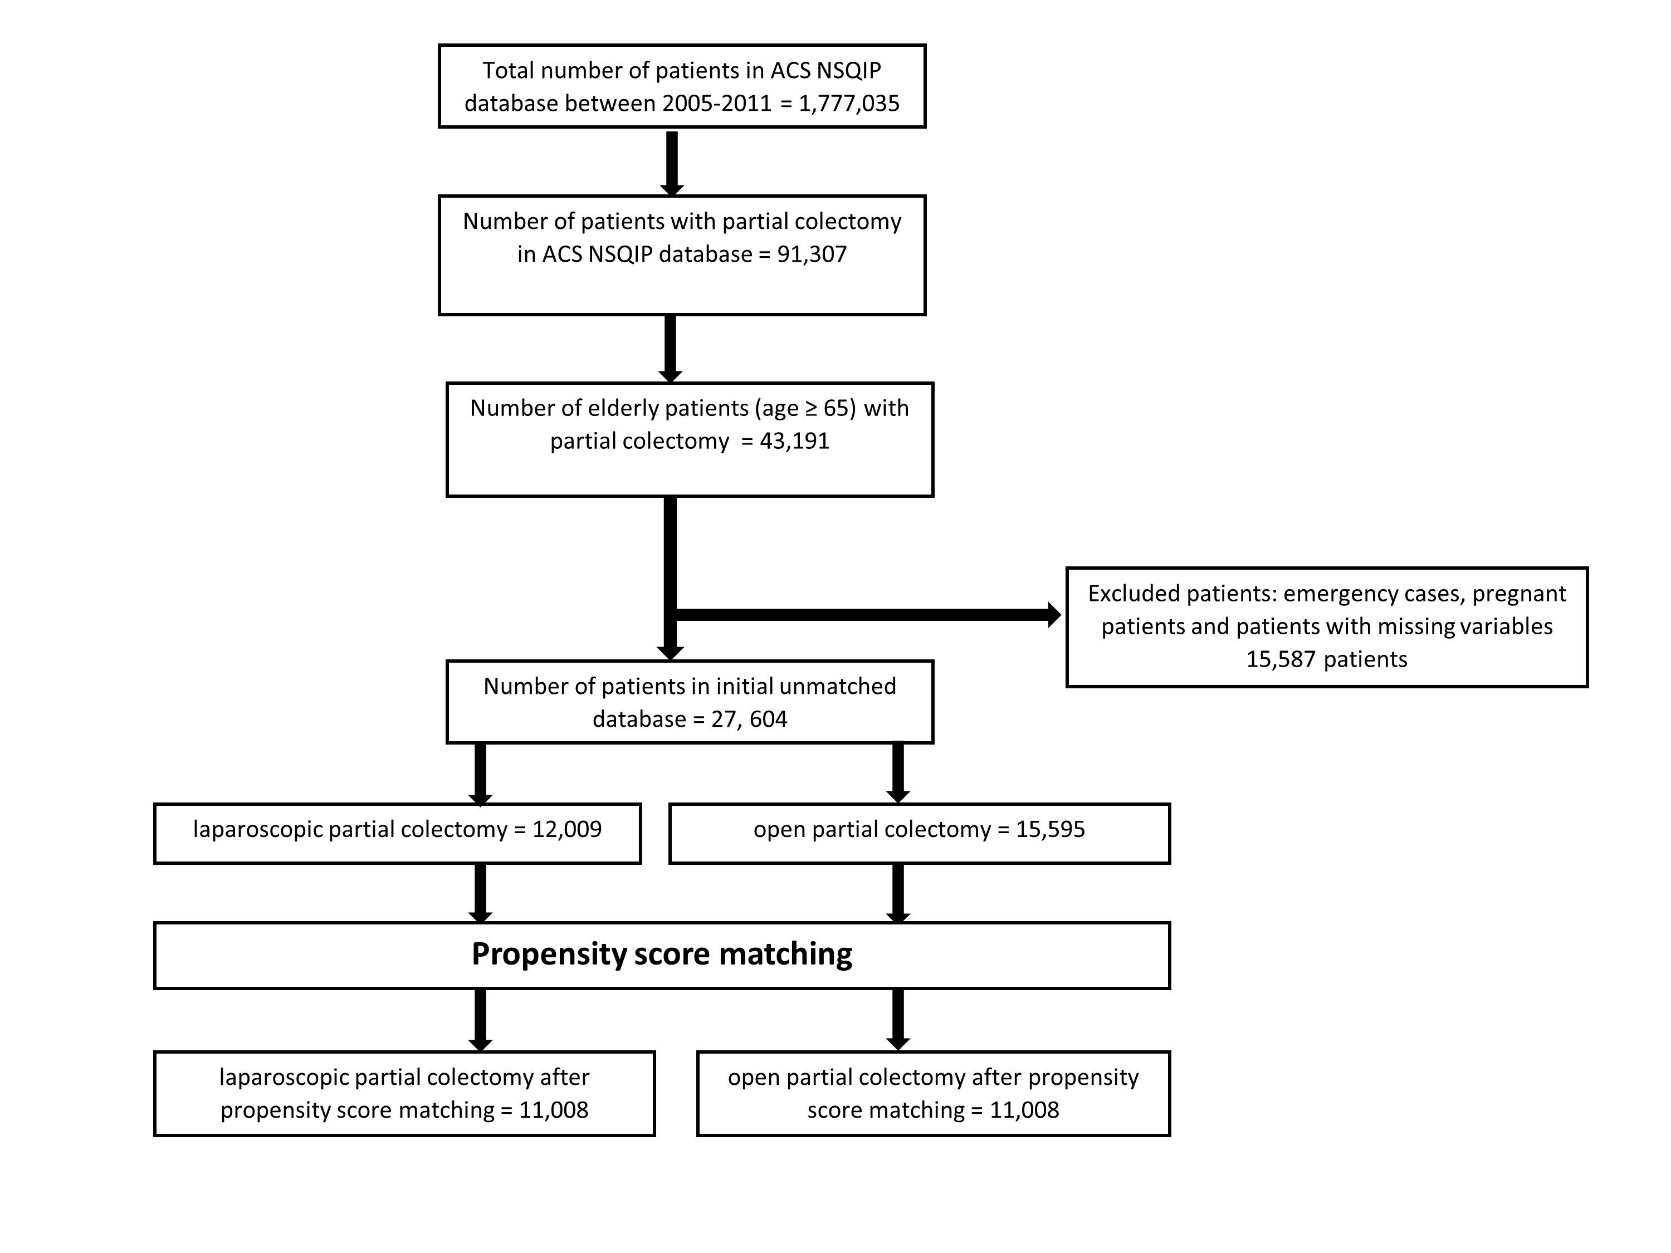 Total number of patients in ACS NSQIP
database between 2005-2011 = 1,777,035
Number of patients with partial colectomy
in ACS NSQIP database = 91,307
Number of elderly patients (age ≥ 65) with
partial colectomy = 43,191
Excluded patients: emergency cases, pregnant
patients and patients with missing variables
15,587 patients
Number of patients in initial unmatched
database = 27, 604
laparoscopic partial colectomy = 12,009
open partial colectomy = 15,595
Propensity score matching
laparoscopic partial colectomy after
propensity score matching = 11,008
open partial colectomy after propensity
score matching = 11,008